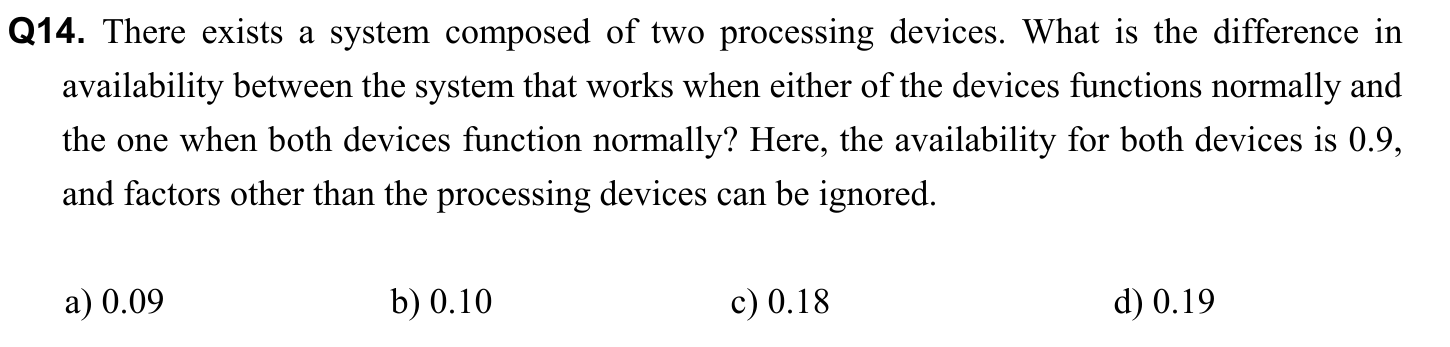 Q14. There exists a system composed of two processing devices. What is the difference in
availability between the system that works when either of the devices functions normally and
the one when both devices function normally? Here, the availability for both devices is 0.9,
and factors other than the processing devices can be ignored.
a) 0.09 b) 0.10 c) 0.18 d) 0.19